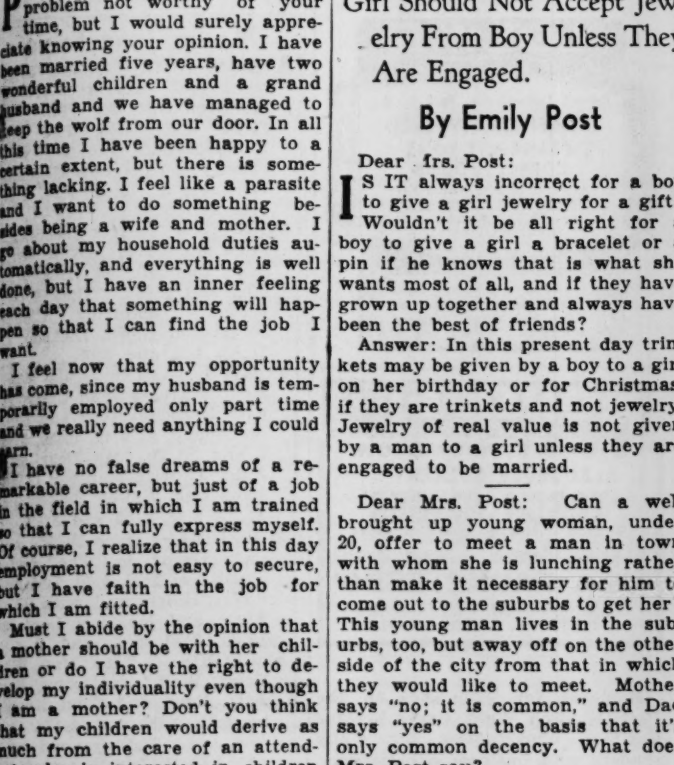 problem not worthy of your
time, but I would surely appre-
ciate knowing your opinion. I have
been married five years, have two
wonderful children and a grand
husband and we have managed to
keep the wolf from our door. In all
this time I have been happy to a
certain extent, but there is some-
thing lacking. I feel like a parasite
and I want to do something be-
sides being a wife and mother. I
go about my household duties au-
tomatically, and everything is well
done, but I have an inner feeling
each day that something will hap-
pen so that I can find the job I
want.
I feel now that my opportunity
has come, since my husband is tem-
porarily employed only part time
and we really need anything I could
earn.
I have no false dreams of a re-
markable career, but just of a job
in the field in which I am trained
so that I can fully express myself.
Of course, I realize that in this day
employment is not easy to secure,
but I have faith in the job for
which I am fitted.
Must I abide by the opinion that
a mother should be with her chil-
dren or do I have the right to de-
velop my individuality even though
I am a mother? Don't you think
that my children would derive as
much from the care of an attend-
Girl Should Not Accept Jew-
elry From Boy Unless They
Are Engaged.
By Emily Post
Dear Mrs. Post:
IS IT always incorrect for a bo
to give a girl jewelry for a gift
Wouldn't it be all right for
boy to give a girl a bracelet or
pin if he knows that is what sh
wants most of all, and if they hav
grown up together and always hav
been the best of friends?
Answer: In this present day trin
kets may be given by a boy to a gir
on her birthday or for Christmas
if they are trinkets and not jewelry
Jewelry of real value is not give
by a man to a girl unless they ar
engaged to be married.
Dear Mrs. Post: Can a wel
brought up young woman, unde
20, offer to meet a man in town
with whom she is lunching rathe
than make it necessary for him t
come out to the suburbs to get her
This young man lives in the sub
urbs, too, but away off on the othe
side of the city from that in which
they would like to meet. Mothe
says "no; it is common," and Dad
says "yes" on the basis that it'
only common decency. What doe